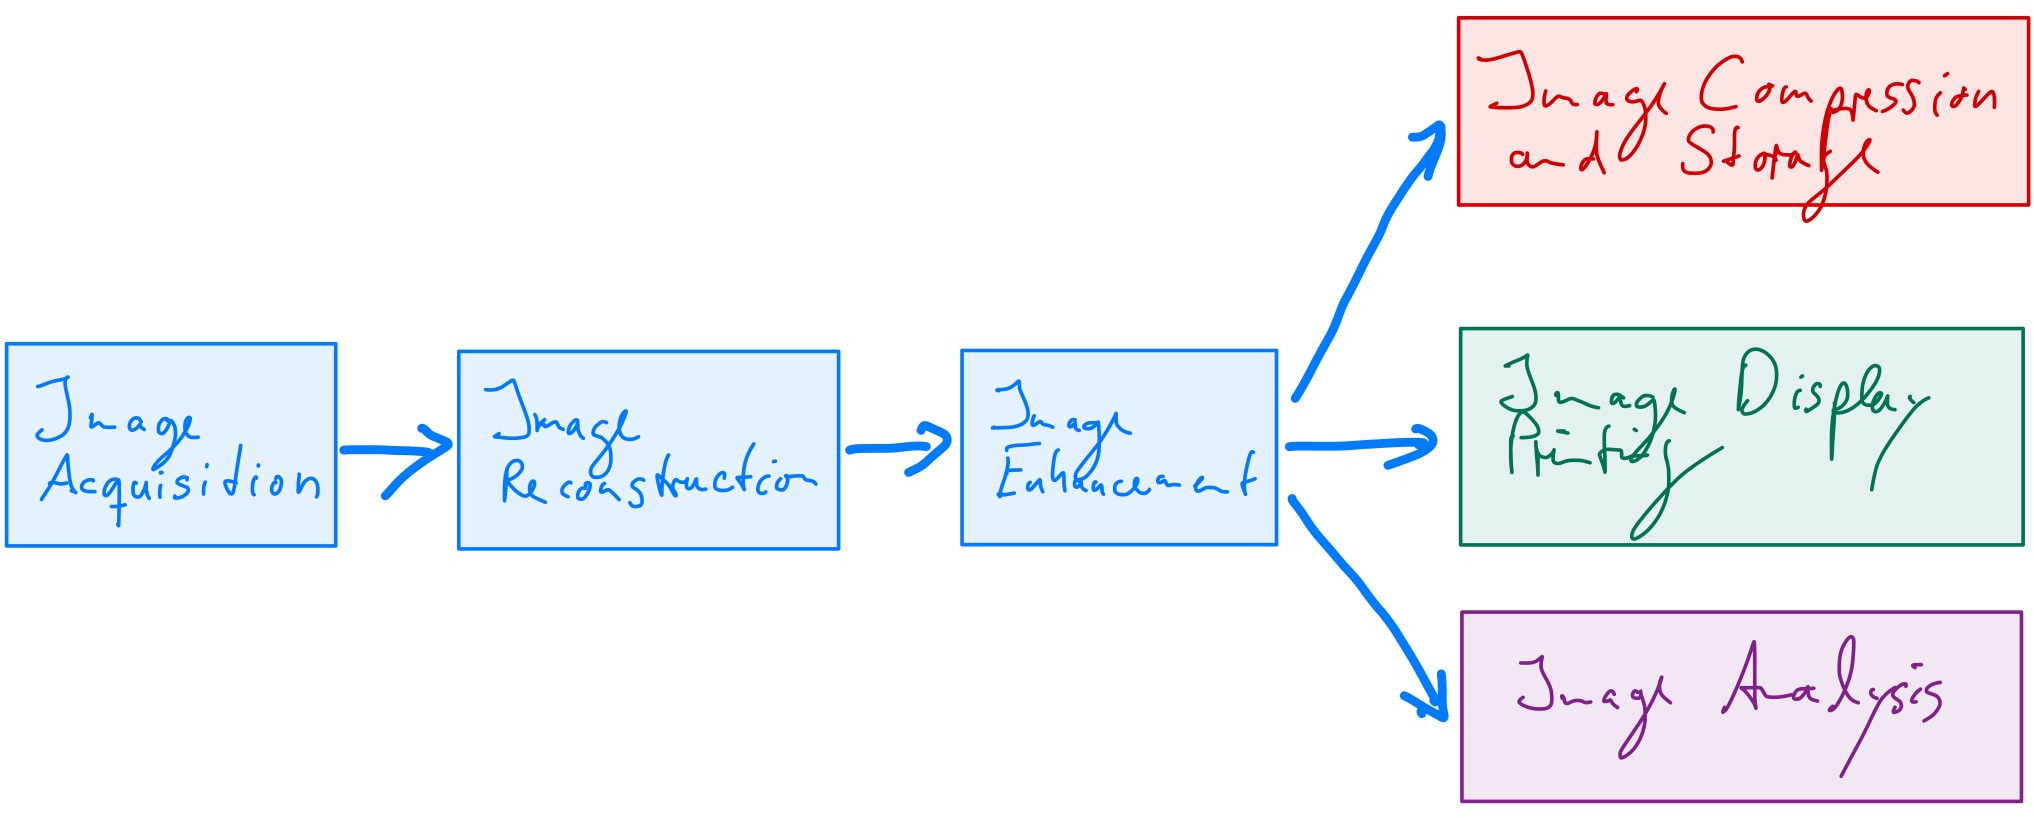 Image
Acquisition
Image
Reconstruction
Image
Enhancement
Image Compression
and Storage
Image Display
Printing
Image Analysis